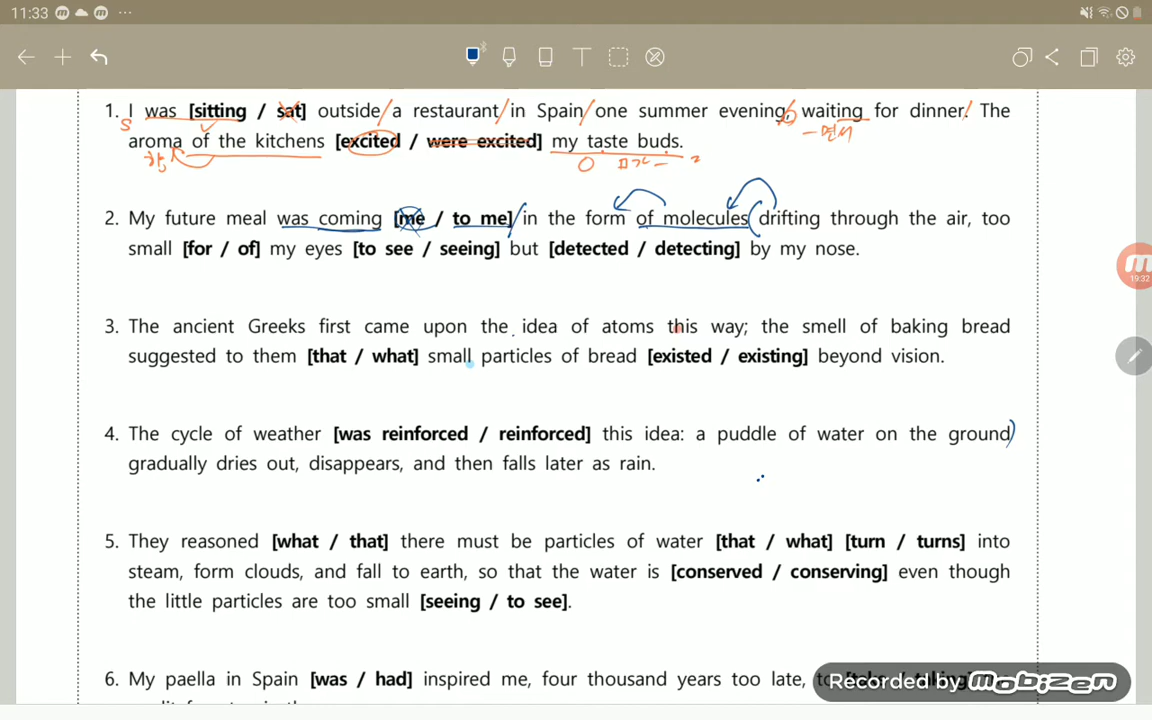 11:33
1. I was [sitting / sat] outside a restaurant in Spain one summer evening, waiting for dinner. The
S
-면서
aroma of the kitchens [excited / were excited] my taste buds.
향
O
2. My future meal was coming [me / to me] in the form of molecules drifting through the air, too
small [for / of] my eyes [to see / seeing] but [detected / detecting] by my nose.
19:32
3. The ancient Greeks first came upon the idea of atoms this way; the smell of baking bread
suggested to them [that / what] small particles of bread [existed / existing] beyond vision.
4. The cycle of weather [was reinforced / reinforced] this idea: a puddle of water on the ground
gradually dries out, disappears, and then falls later as rain.
5. They reasoned [what / that] there must be particles of water [that / what] [turn / turns] into
steam, form clouds, and fall to earth, so that the water is [conserved / conserving] even though
the little particles are too small [seeing / to see].
6. My paella in Spain [was / had] inspired me, four thousand years too late,
Recorded by mobizen